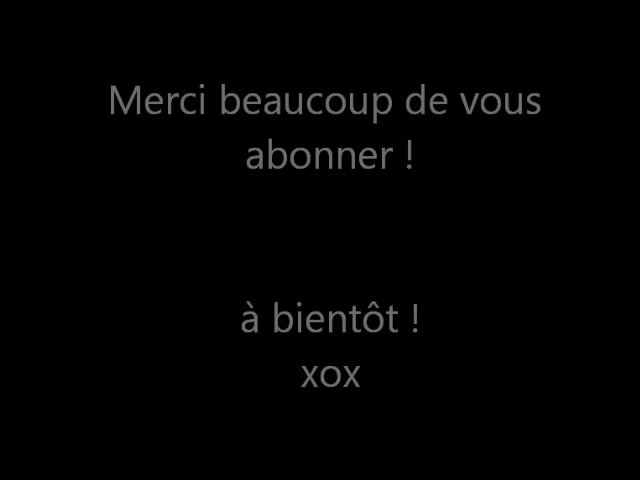 Merci beaucoup de vous
abonner !
à bientôt !
xox